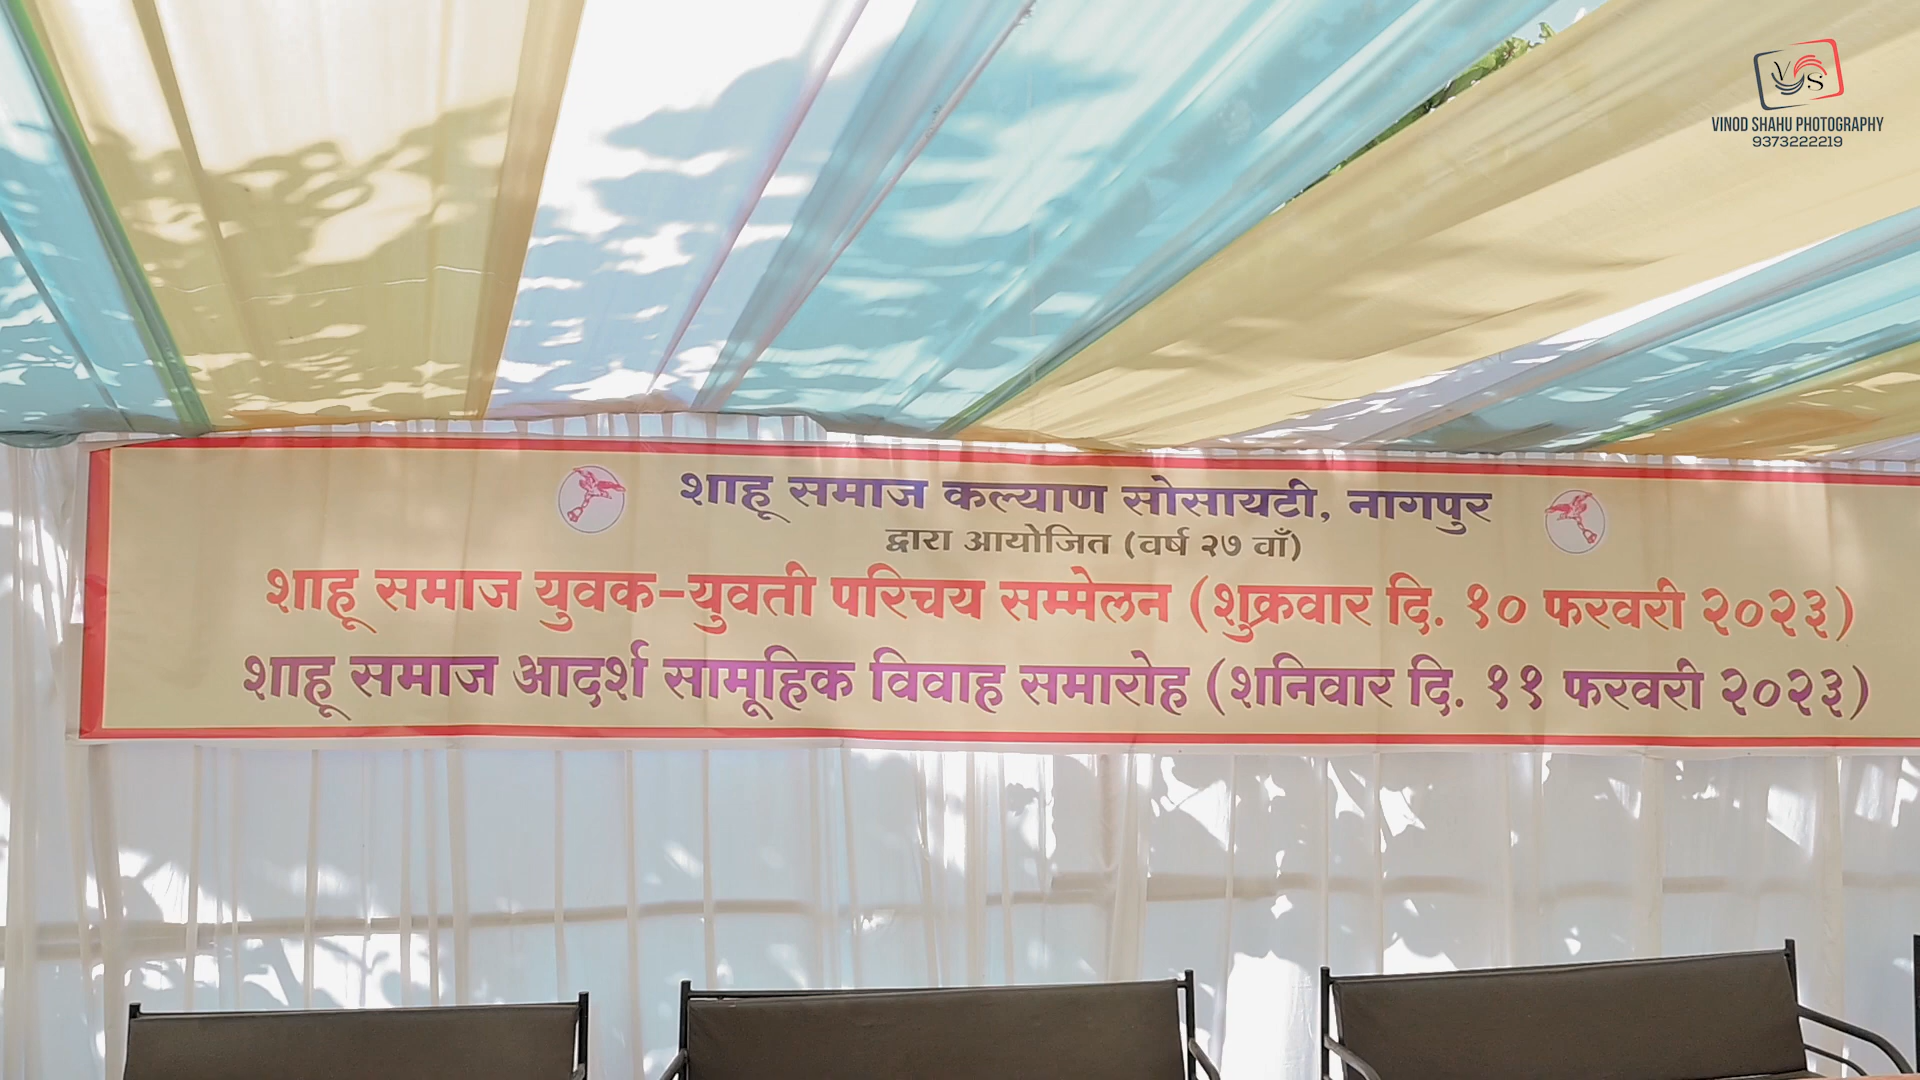 VS
VINOD SHAHU PHOTOGRAPHY
9373222219
शाहू समाज कल्याण सोसायटी, नागपुर
द्वारा आयोजित (वर्ष २७ वाँ)
शाहू समाज युवक-युवती परिचय सम्मेलन (शुक्रवार दि. १० फरवरी २०२३)
शाहू समाज आदर्श सामूहिक विवाह समारोह (शनिवार दि. ११ फरवरी २०२३)